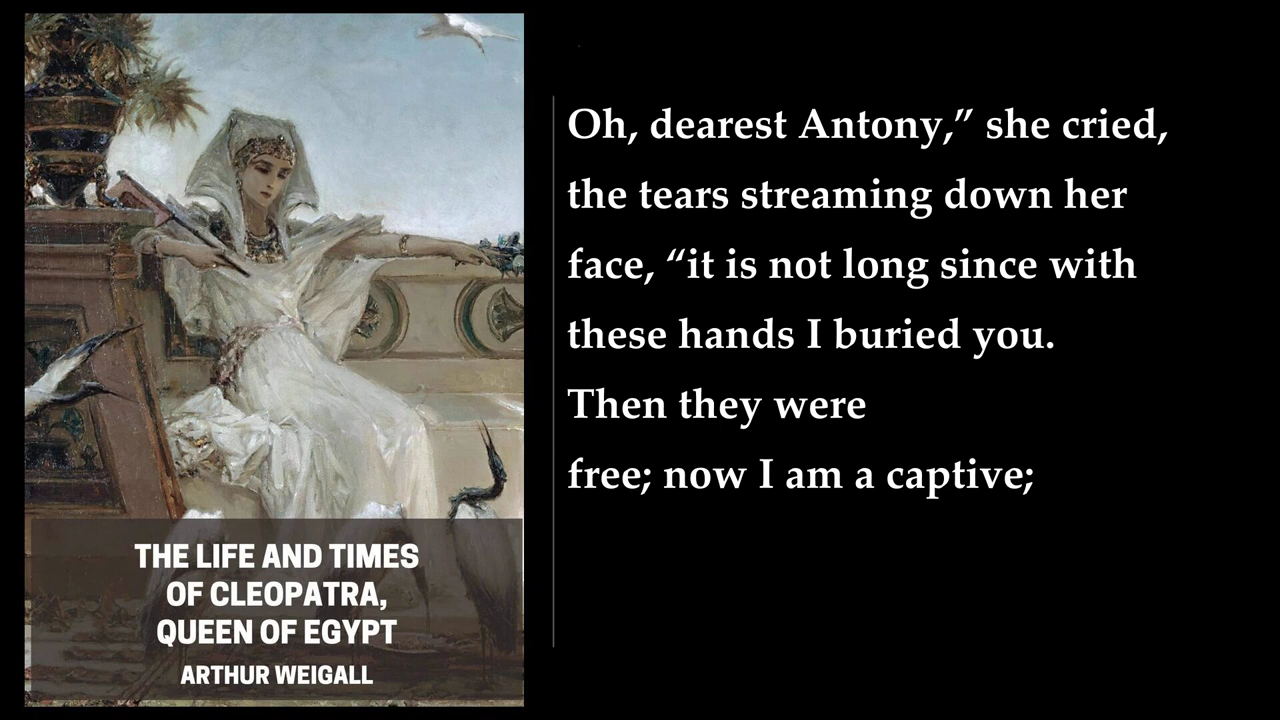 Oh, dearest Antony,” she cried,
the tears streaming down her
face, “it is not long since with
these hands I buried you.
Then they were
free; now I am a captive;
THE LIFE AND TIMES
OF CLEOPATRA,
QUEEN OF EGYPT
ARTHUR WEIGALL